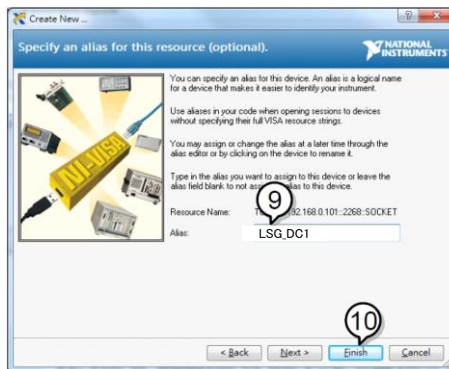 Create New ...
Specify an alias for this resource (optional).
NATIONAL
INSTRUMENTS
You can specify an alias for this device. An alias is a logical name
for a device that makes it easier to identify your instrument.
Use aliases in your code when opening sessions to devices
without specifying their full VISA resource strings.
You may assign or change the alias at a later time through the
alias editor or by clicking on the device to rename it.
Type in the alias you want to assign to this device or leave the
alias field blank to not alias to this device.
IVI-VISA
9
Resource Name: 92.168.0.101::2268::SOCKET
Alias: LSG_DC1
10
< Back Next > Finish Cancel